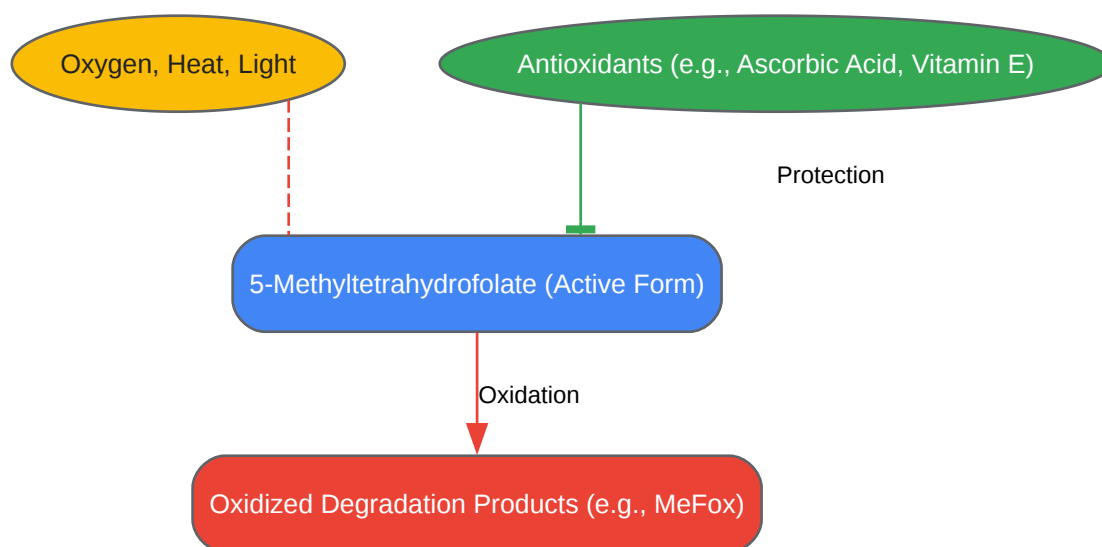 Oxygen, Heat, Light
Antioxidants (e.g., Ascorbic Acid, Vitamin E)
Protection
5-Methyltetrahydrofolate (Active Form)
Oxidation
Oxidized Degradation Products (e.g., MeFox)